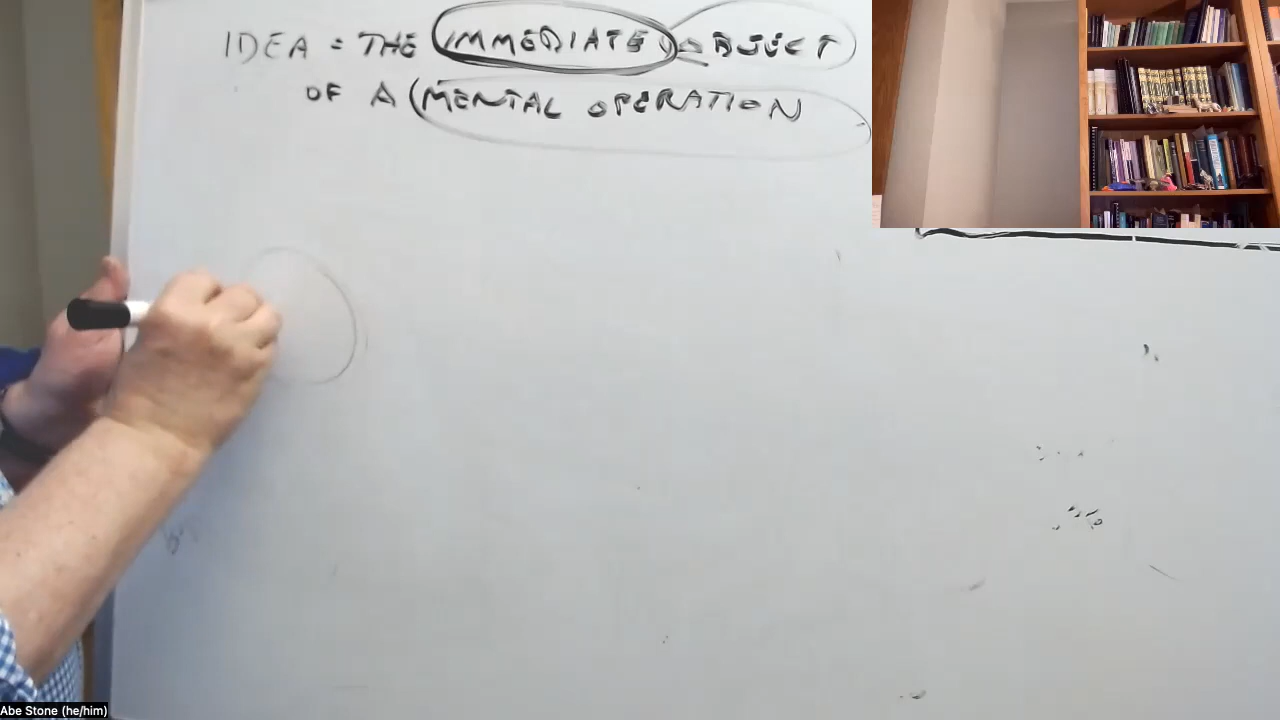 IDEA = THE IMMEDIATE OBJECT
OF A MENTAL OPERATION
Abe Stone (he/him)